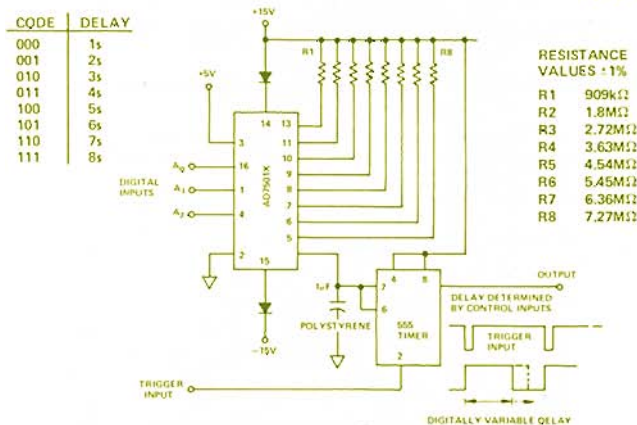 CODE DELAY
000 1s
001 2s
010 3s
011 4s
100 5s
101 6s
110 7s
111 8s
+15V
R1
R8
+5V
14
13
3
11
10
16
9
1
8
7
4
6
5
2
15
AD7501K
A0
A1
A2
DIGITAL
INPUTS
-15V
RESISTANCE
VALUES ±1%
R1 909kΩ
R2 1.8MΩ
R3 2.72MΩ
R4 3.63MΩ
R5 4.54MΩ
R6 5.45MΩ
R7 6.36MΩ
R8 7.27MΩ
1uF
POLYSTYRENE
4
8
7
6
555
TIMER
2
OUTPUT
DELAY DETERMINED
BY CONTROL INPUTS
TRIGGER
INPUT
TRIGGER
INPUT
DIGITALLY VARIABLE DELAY